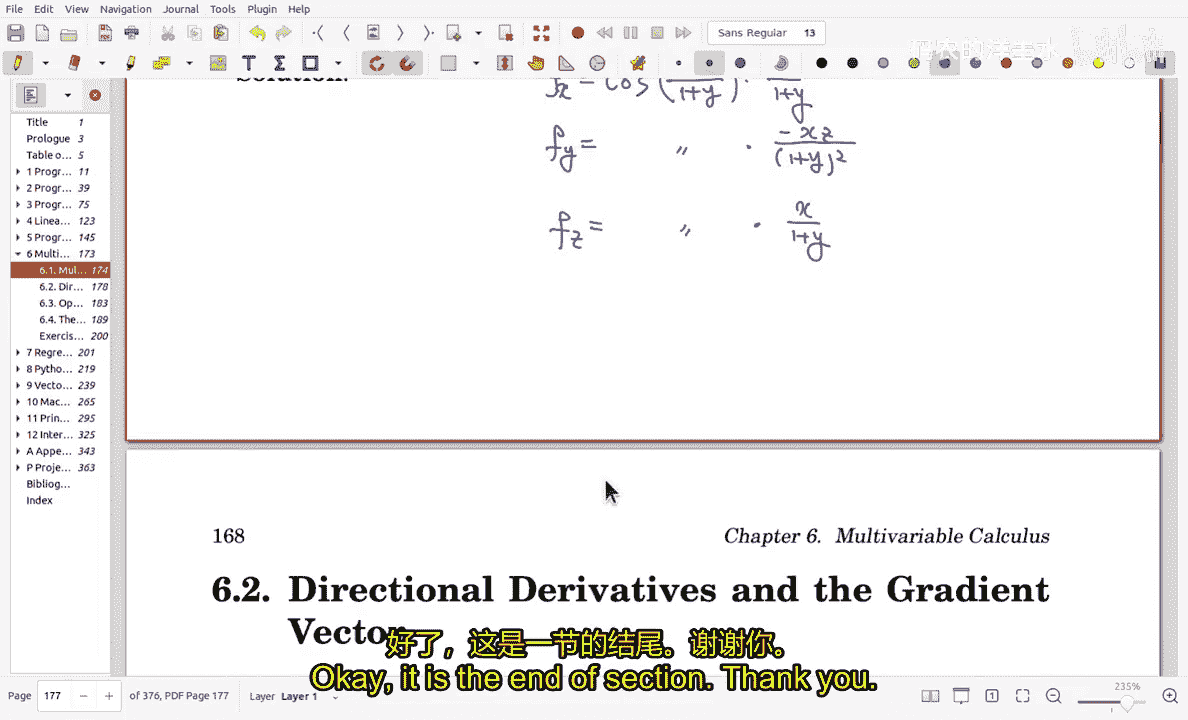 File Edit View Navigation Journal Tools Plugin Help
Sans Regular 13
Title 1
Prologue 3
Table o... 5
1 Progr... 11
2 Progr... 39
3 Progr... 75
4 Linea... 123
5 Progr... 145
6 Multi... 173
6.1. Mul... 174
6.2. Dir... 178
6.3. Op... 183
6.4. The... 189
Exercis... 200
7 Regre... 201
8 Pytho... 219
9 Vecto... 239
10 Mac... 265
11 Prin... 295
12 Inter... 325
A Appe... 343
P Proje... 363
Bibliog...
Index
Solution.
f_x = cos(/1+y) · /1+y
f_y = " · -xz/(1+y)²
f_z = " · x/1+y
168 Chapter 6. Multivariable Calculus
6.2. Directional Derivatives and the Gradient
Vector
好了，这是一节的结尾。谢谢你。
Okay, it is the end of section. Thank you.
Page 177 − + of 376, PDF Page 177 Layer Layer 1 235%